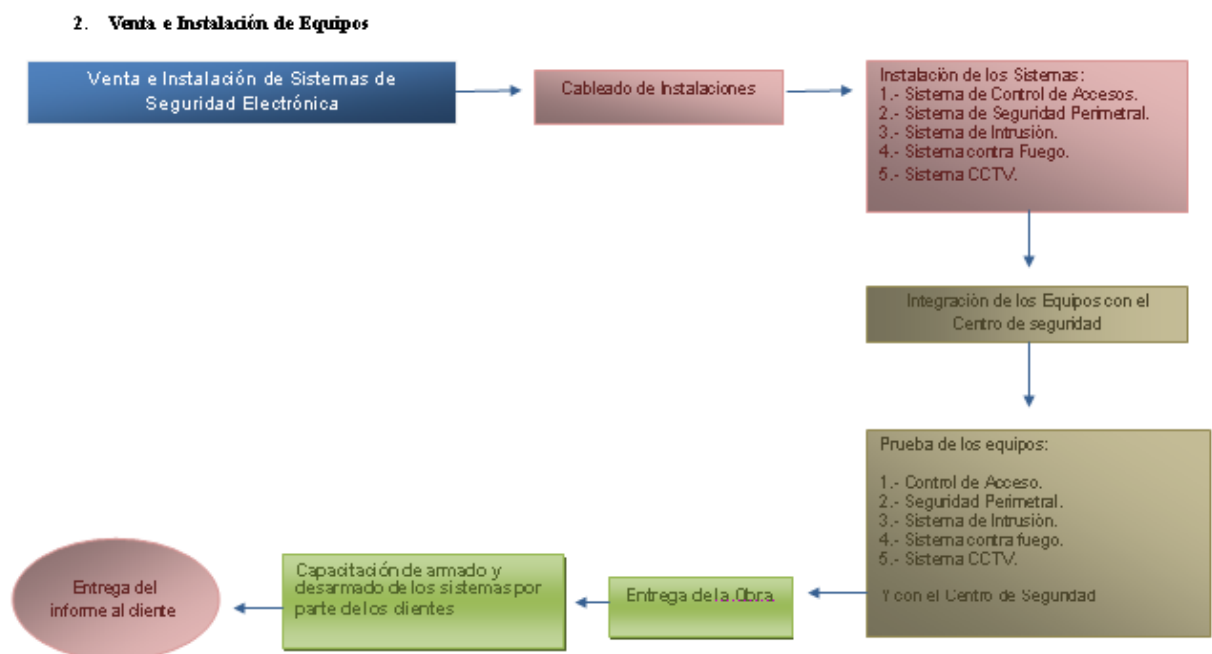 2. Venta e Instalación de Equipos
Venta e Instalación de Sistemas de
Seguridad Electrónica
Cableado de Instalaciones
Instalación de los Sistemas:
1.- Sistema de Control de Accesos.
2.- Sistema de Seguridad Perimetral.
3.- Sistema de Intrusión.
4.- Sistema contra Fuego.
5.- Sistema CCTV.
Integración de los Equipos con el
Centro de seguridad
Prueba de los equipos:
1.- Control de Acceso.
2.- Seguridad Perimetral.
3.- Sistema de Intrusión.
4.- Sistema contra fuego.
5.- Sistema CCTV.
Y con el Centro de Seguridad
Entrega de la Obra
Capacitación de armado y
desarmado de los sistemas por
parte de los clientes
Entrega del
informe al cliente